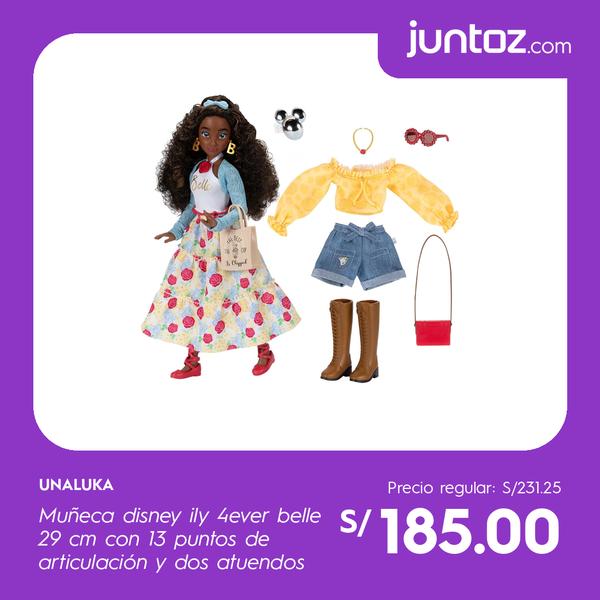 juntoz.com
Belle
UNALUKA
Muñeca disney ily 4ever belle
29 cm con 13 puntos de
articulación y dos atuendos
Precio regular: S/231.25
S/185.00